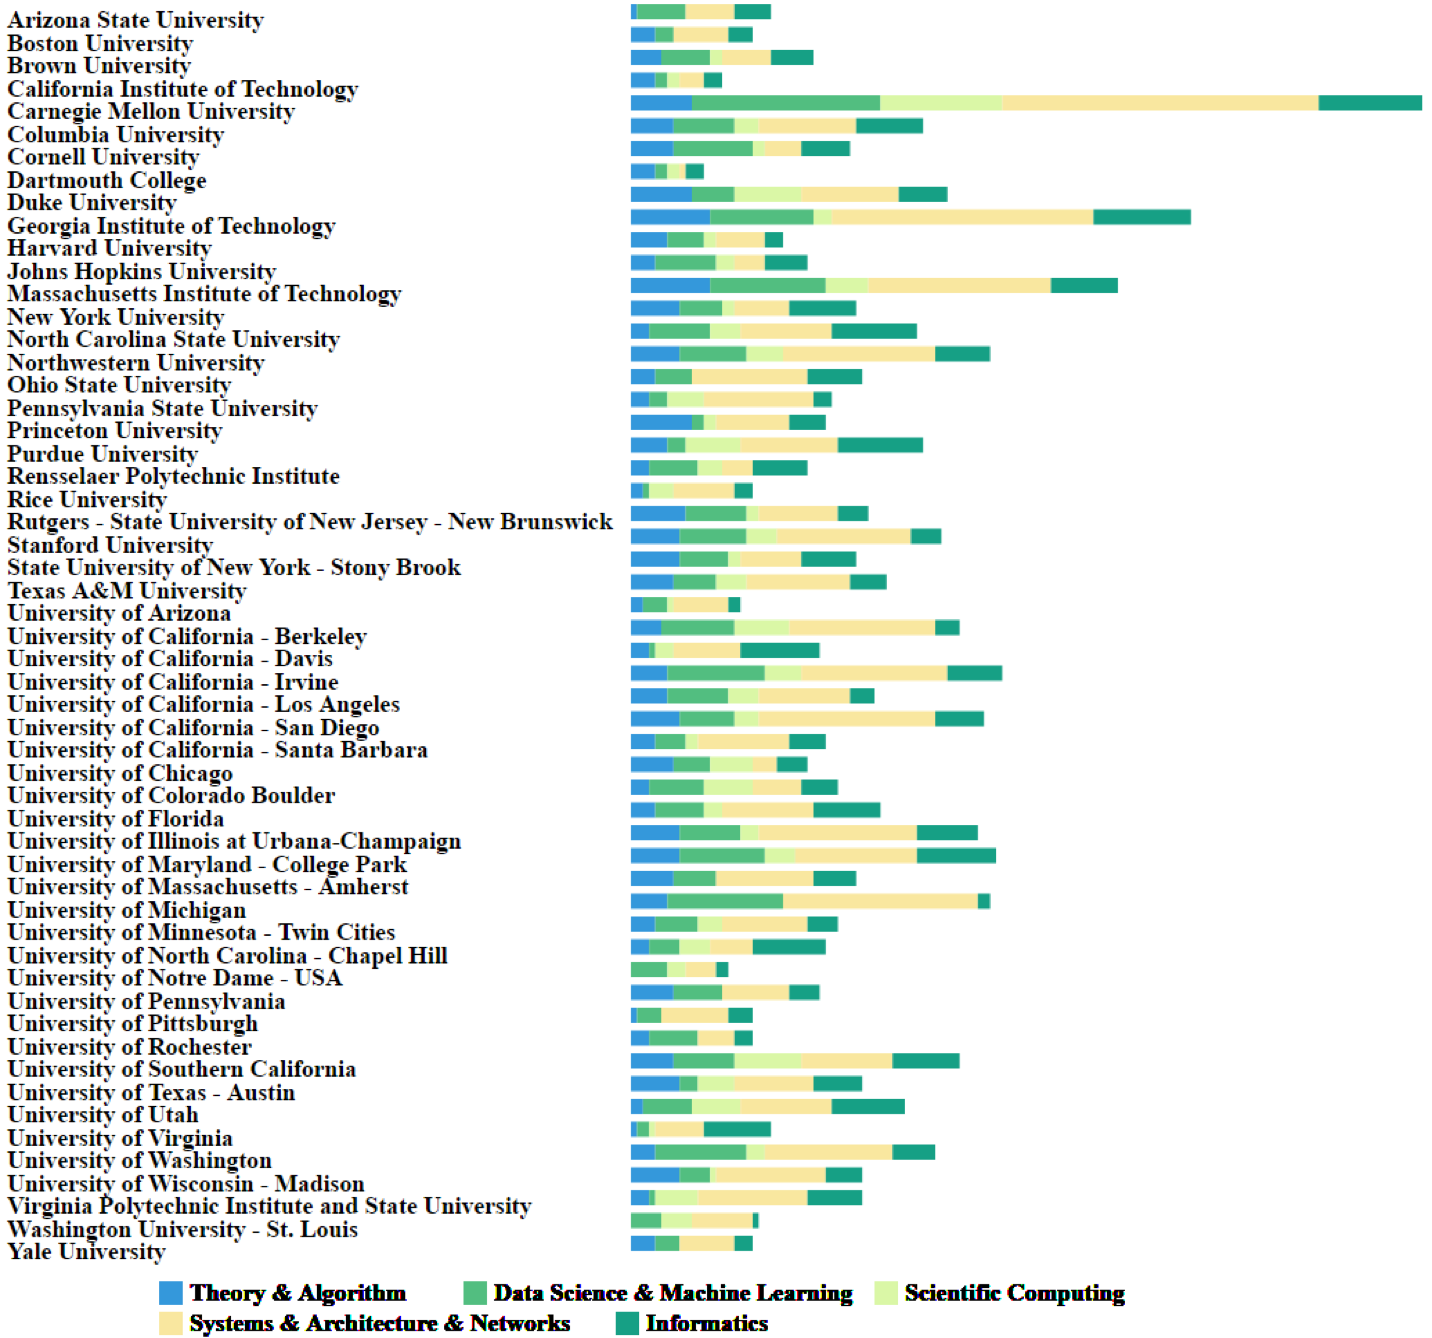 Arizona State University
Boston University
Brown University
California Institute of Technology
Carnegie Mellon University
Columbia University
Cornell University
Dartmouth College
Duke University
Georgia Institute of Technology
Harvard University
Johns Hopkins University
Massachusetts Institute of Technology
New York University
North Carolina State University
Northwestern University
Ohio State University
Pennsylvania State University
Princeton University
Purdue University
Rensselaer Polytechnic Institute
Rice University
Rutgers - State University of New Jersey - New Brunswick
Stanford University
State University of New York - Stony Brook
Texas A&M University
University of Arizona
University of California - Berkeley
University of California - Davis
University of California - Irvine
University of California - Los Angeles
University of California - San Diego
University of California - Santa Barbara
University of Chicago
University of Colorado Boulder
University of Florida
University of Illinois at Urbana-Champaign
University of Maryland - College Park
University of Massachusetts - Amherst
University of Michigan
University of Minnesota - Twin Cities
University of North Carolina - Chapel Hill
University of Notre Dame - USA
University of Pennsylvania
University of Pittsburgh
University of Rochester
University of Southern California
University of Texas - Austin
University of Utah
University of Virginia
University of Washington
University of Wisconsin - Madison
Virginia Polytechnic Institute and State University
Washington University - St. Louis
Yale University
Theory & Algorithm Data Science & Machine Learning Scientific Computing
Systems & Architecture & Networks Informatics